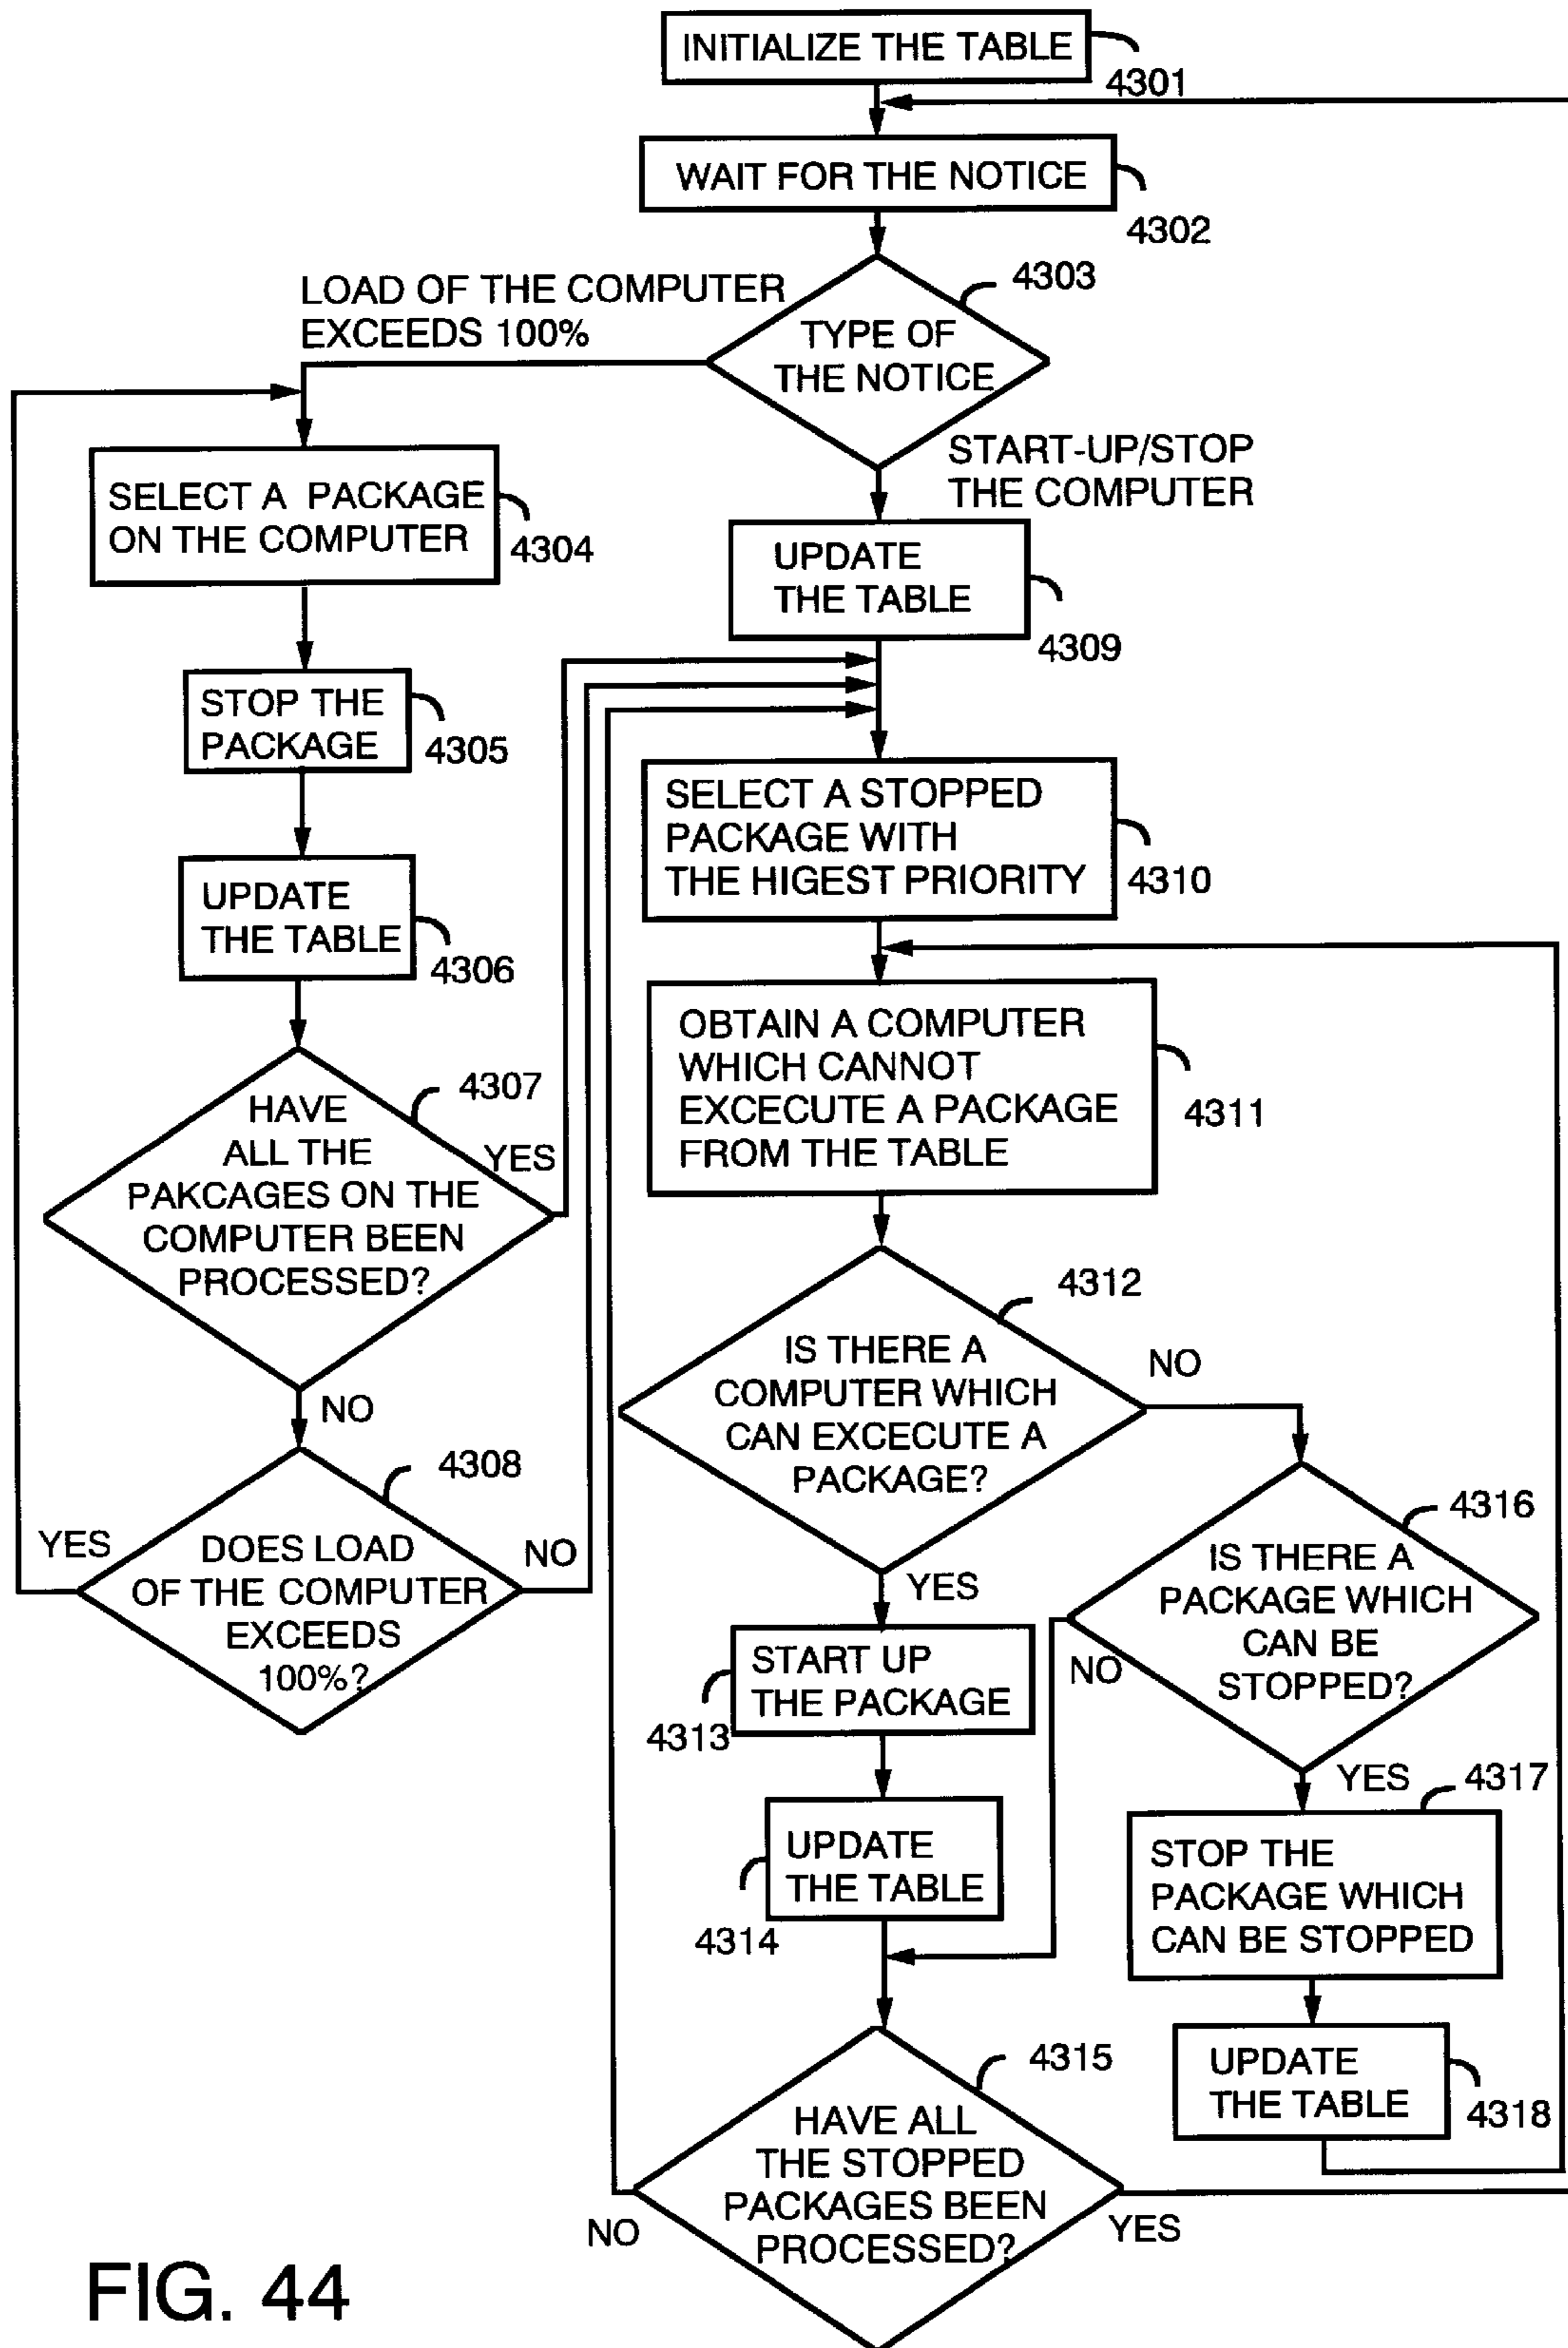 INITIALIZE THE TABLE
4301
WAIT FOR THE NOTICE
4302
LOAD OF THE COMPUTER
EXCEEDS 100%
4303
TYPE OF
THE NOTICE
START-UP/STOP
THE COMPUTER
SELECT A PACKAGE
ON THE COMPUTER
4304
UPDATE
THE TABLE
4309
STOP THE
PACKAGE
4305
SELECT A STOPPED
PACKAGE WITH
THE HIGEST PRIORITY
4310
UPDATE
THE TABLE
4306
OBTAIN A COMPUTER
WHICH CANNOT
EXCECUTE A PACKAGE
FROM THE TABLE
4311
4307
HAVE
ALL THE
PAKCAGES ON THE
COMPUTER BEEN
PROCESSED?
YES
NO
4312
IS THERE A
COMPUTER WHICH
CAN EXCECUTE A
PACKAGE?
NO
YES
4308
DOES LOAD
OF THE COMPUTER
EXCEEDS
100%?
YES
NO
4316
IS THERE A
PACKAGE WHICH
CAN BE
STOPPED?
NO
YES
START UP
THE PACKAGE
4313
4317
STOP THE
PACKAGE WHICH
CAN BE STOPPED
UPDATE
THE TABLE
4314
UPDATE
THE TABLE
4318
4315
HAVE ALL
THE STOPPED
PACKAGES BEEN
PROCESSED?
NO
YES
FIG. 44